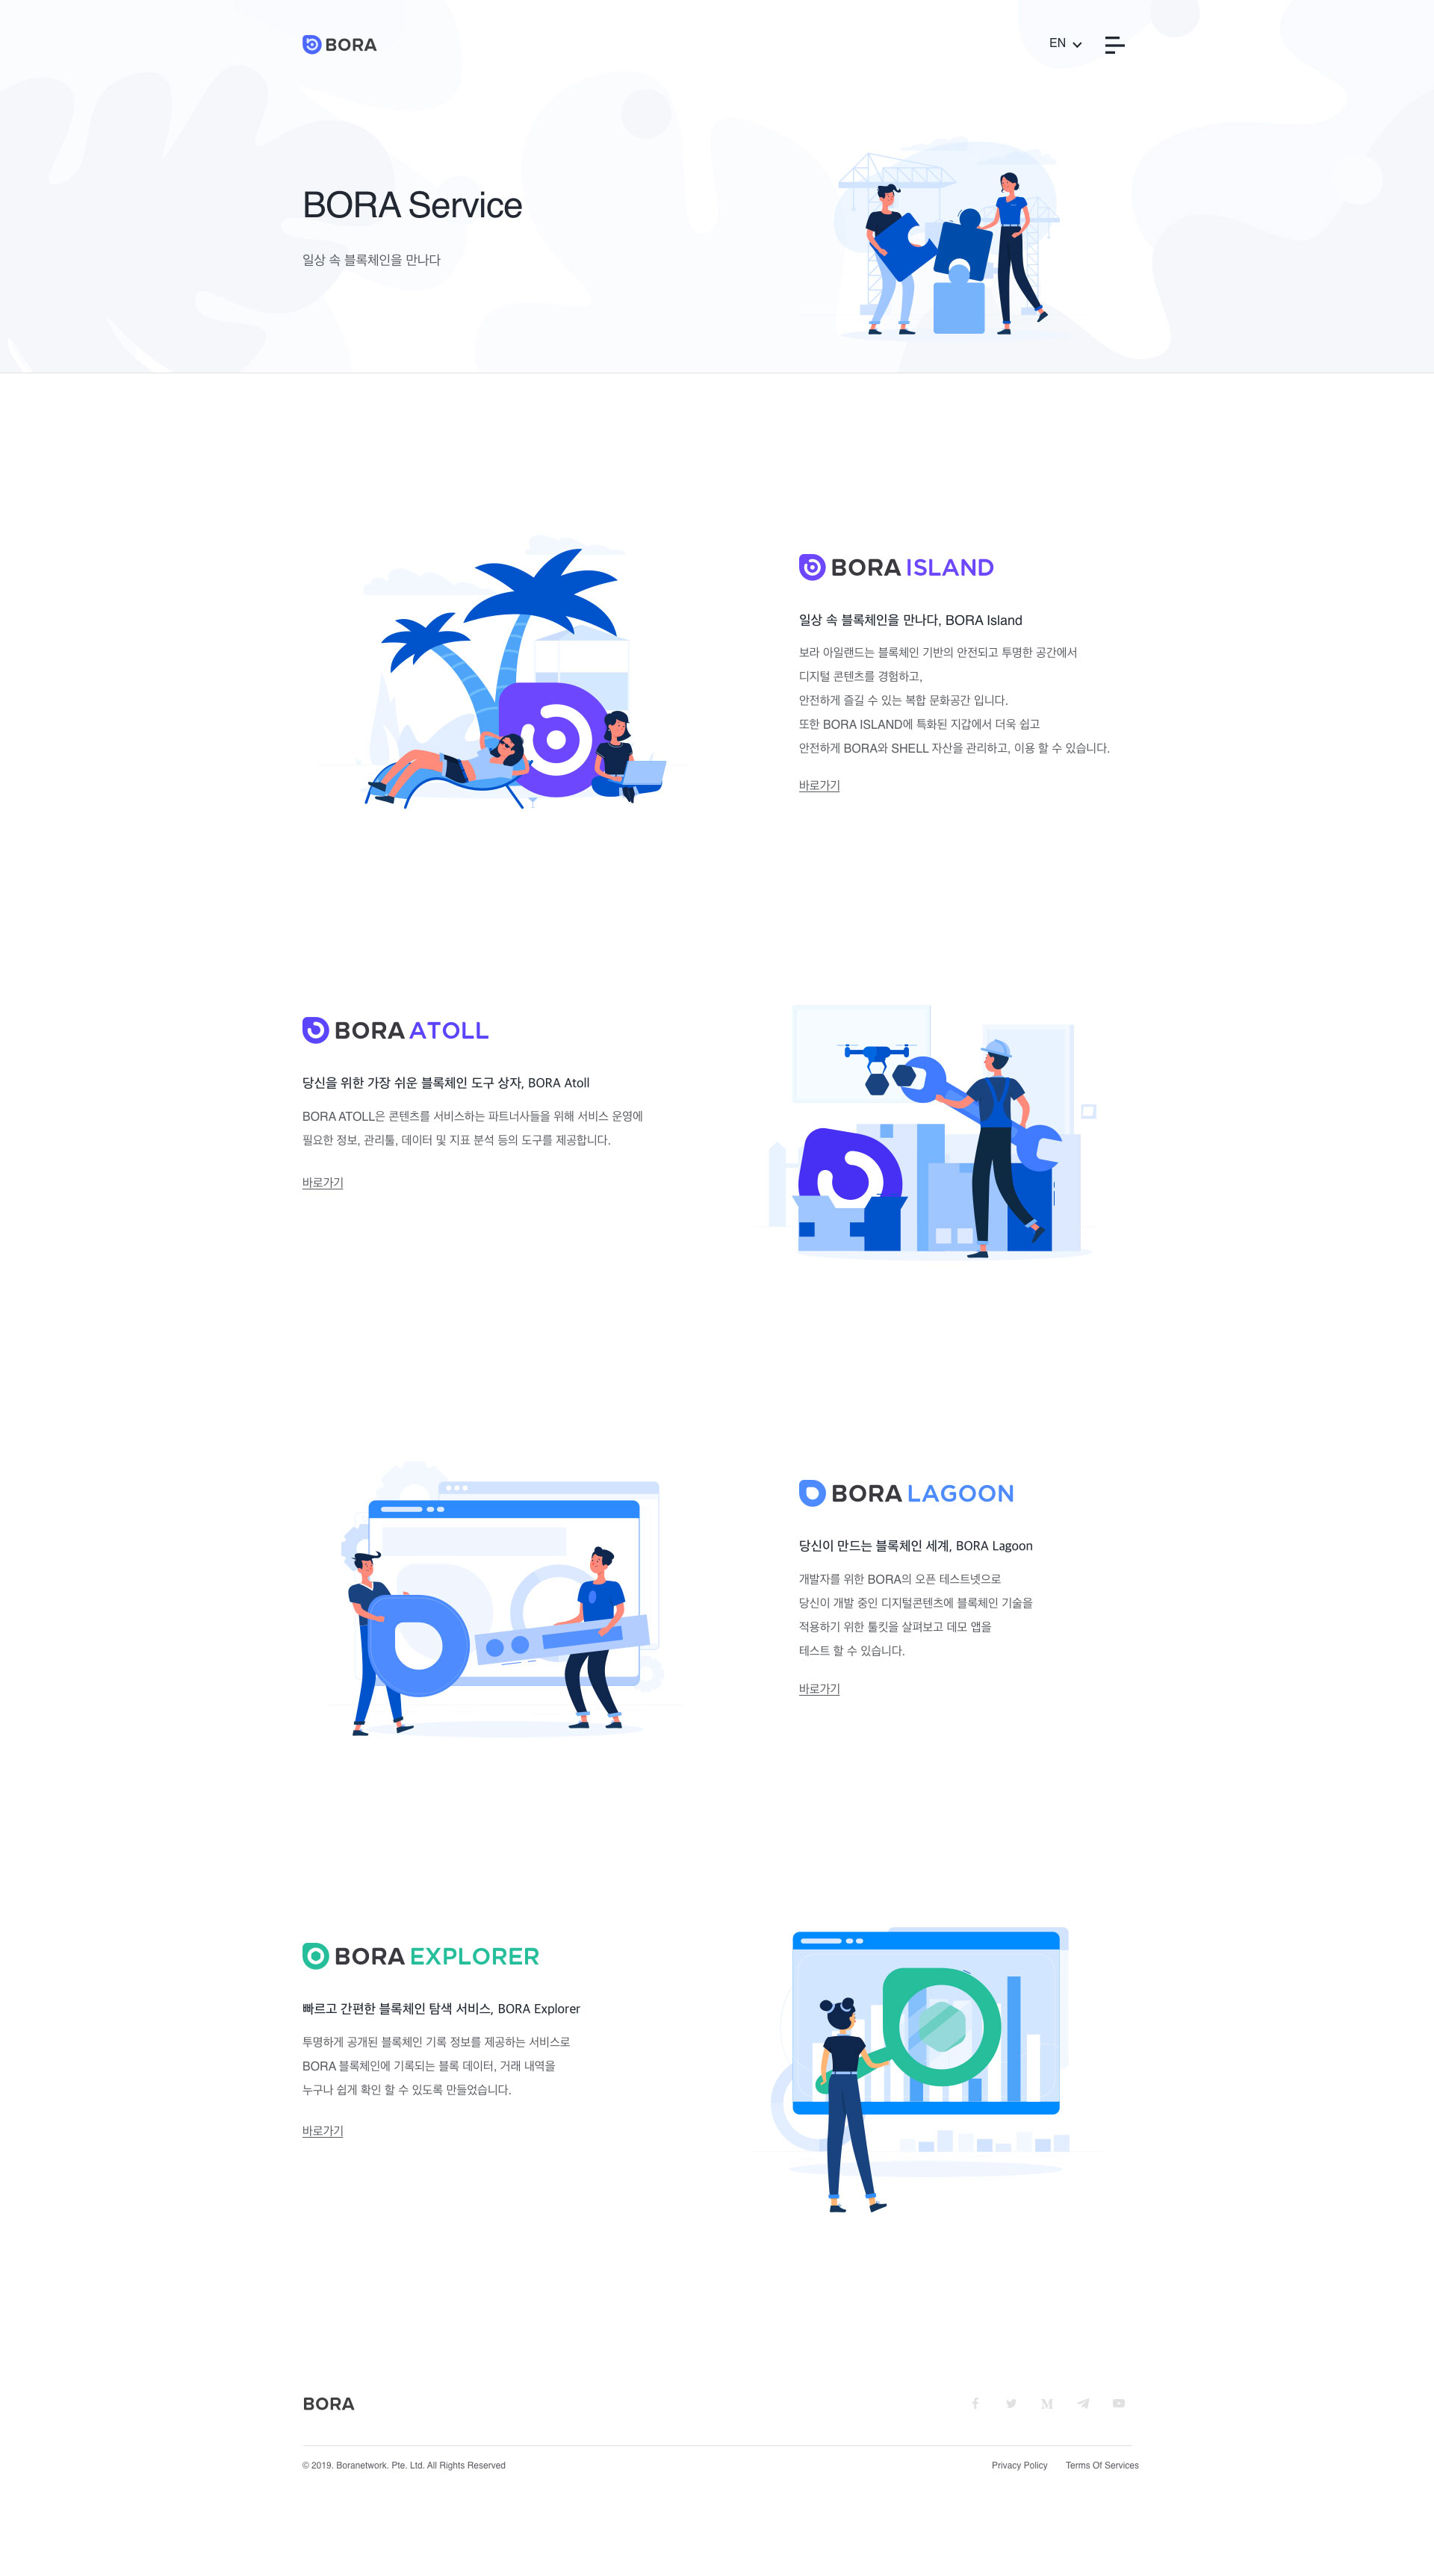 BORA
EN
BORA Service
일상 속 블록체인을 만나다
BORA ISLAND
일상 속 블록체인을 만나다, BORA Island
보라 아일랜드는 블록체인 기반의 안전되고 투명한 공간에서
디지털 콘텐츠를 경험하고,
안전하게 즐길 수 있는 복합 문화공간 입니다.
또한 BORA ISLAND에 특화된 지갑에서 더욱 쉽고
안전하게 BORA와 SHELL 자산을 관리하고, 이용 할 수 있습니다.
바로가기
BORA ATOLL
당신을 위한 가장 쉬운 블록체인 도구 상자, BORA Atoll
BORA ATOLL은 콘텐츠를 서비스하는 파트너사들을 위해 서비스 운영에
필요한 정보, 관리툴, 데이터 및 지표 분석 등의 도구를 제공합니다.
바로가기
BORA LAGOON
당신이 만드는 블록체인 세계, BORA Lagoon
개발자를 위한 BORA의 오픈 테스트넷으로
당신이 개발 중인 디지털콘텐츠에 블록체인 기술을
적용하기 위한 툴킷을 살펴보고 데모 앱을
테스트 할 수 있습니다.
바로가기
BORA EXPLORER
빠르고 간편한 블록체인 탐색 서비스, BORA Explorer
투명하게 공개된 블록체인 기록 정보를 제공하는 서비스로
BORA 블록체인에 기록되는 블록 데이터, 거래 내역을
누구나 쉽게 확인 할 수 있도록 만들었습니다.
바로가기
BORA
© 2019. Boranetwork. Pte. Ltd. All Rights Reserved
Privacy Policy
Terms Of Services